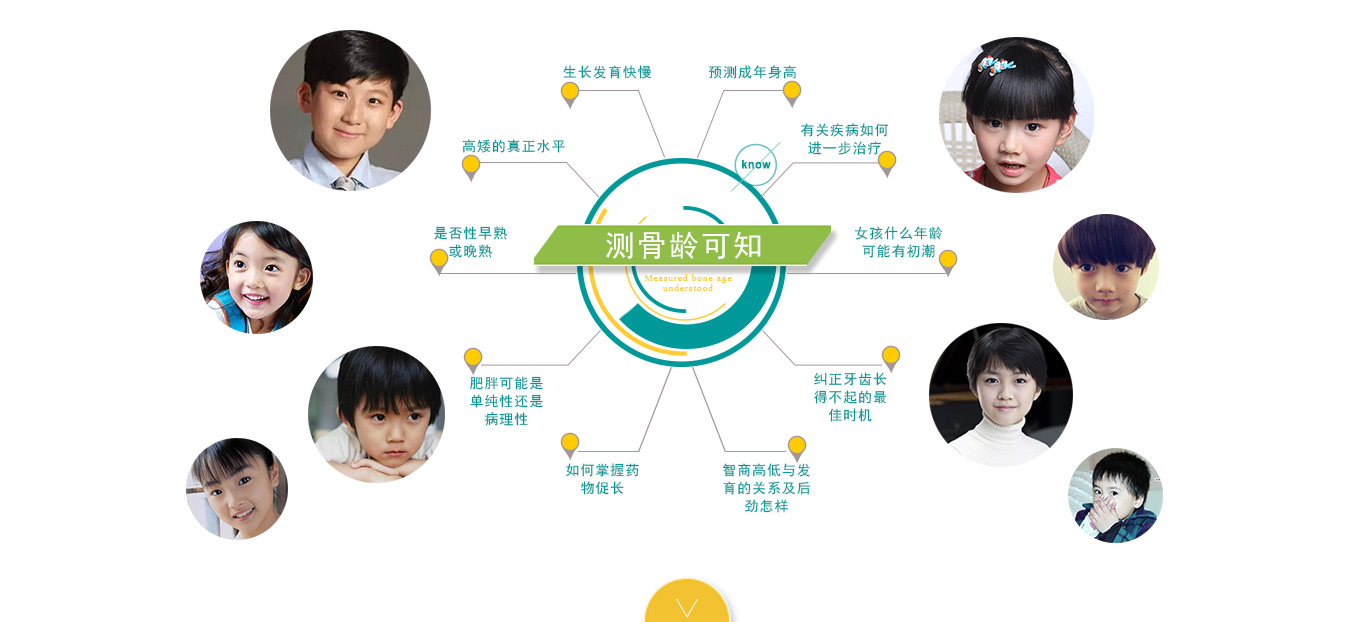 生长发育快慢
预测成年身高
高矮的真正水平
有关疾病如何
进一步治疗
know
是否性早熟
或晚熟
测骨龄可知
女孩什么年龄
可能有初潮
Measured bone age
understood
肥胖可能是
单纯性还是
病理性
纠正牙齿长
得不起的最
佳时机
如何掌握药
物促长
智商高低与发
育的关系及后
劲怎样